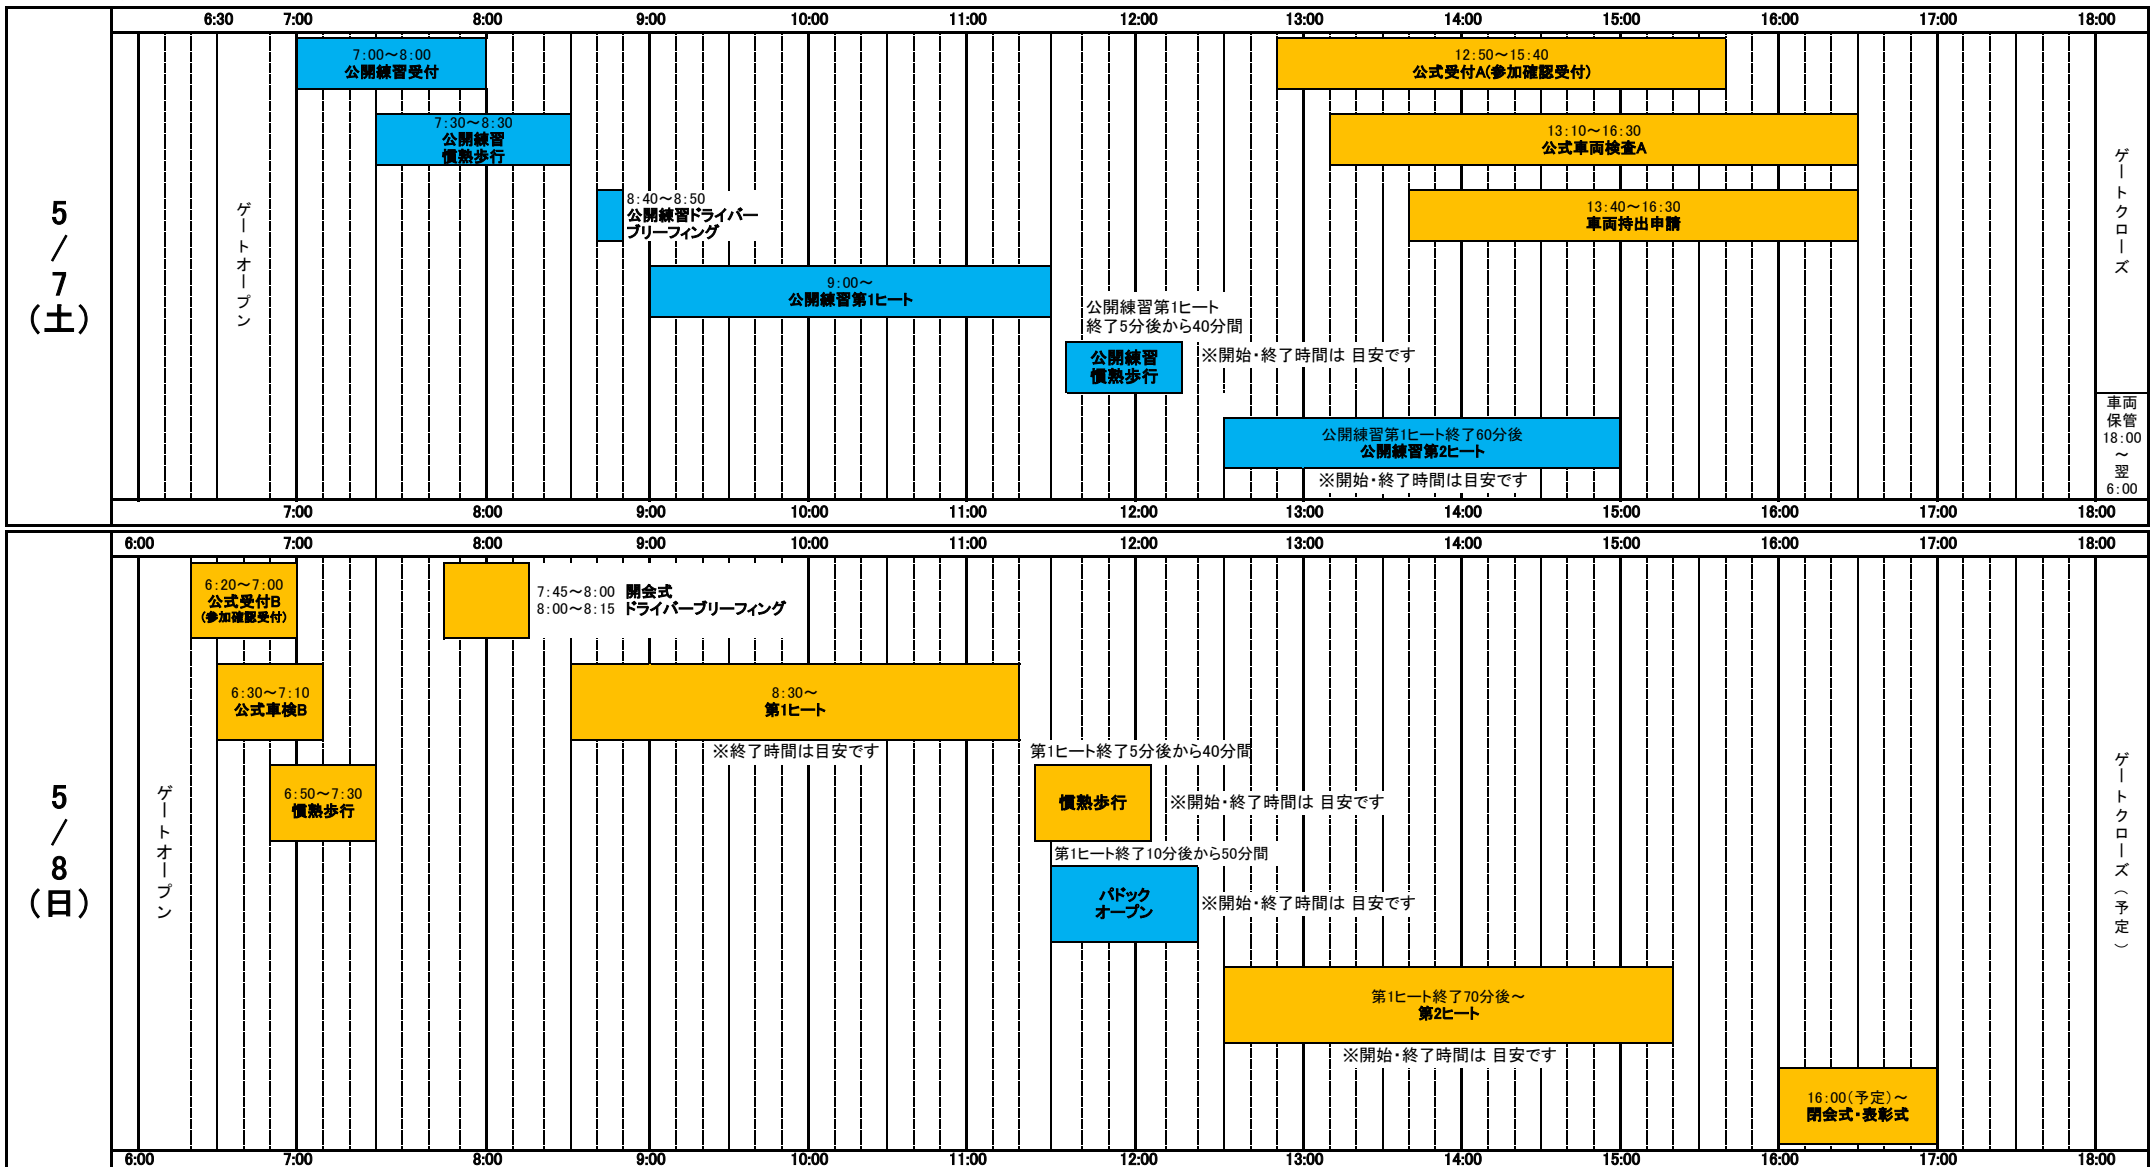 6:30 7:00 8:00 9:00 10:00 11:00 12:00 13:00 14:00 15:00 16:00 17:00 18:00
5
/
7
(土)
ゲートオープン
7:00～8:00
公開練習受付
7:30～8:30
公開練習
慣熟歩行
8:40～8:50
公開練習ドライバー
ブリーフィング
9:00～
公開練習第1ヒート
公開練習第1ヒート
終了5分後から40分間
公開練習
慣熟歩行
※開始・終了時間は 目安です
公開練習第1ヒート終了60分後
公開練習第2ヒート
※開始・終了時間は目安です
12:50～15:40
公式受付A(参加確認受付)
13:10～16:30
公式車両検査A
13:40～16:30
車両持出申請
ゲートクローズ
車両
保管
18:00
～
翌
6:00
7:00 8:00 9:00 10:00 11:00 12:00 13:00 14:00 15:00 16:00 17:00 18:00
6:00 7:00 8:00 9:00 10:00 11:00 12:00 13:00 14:00 15:00 16:00 17:00 18:00
5
/
8
(日)
ゲートオープン
6:20～7:00
公式受付B
(参加確認受付)
6:30～7:10
公式車検B
6:50～7:30
慣熟歩行
7:45～8:00 開会式
8:00～8:15 ドライバーブリーフィング
8:30～
第1ヒート
※終了時間は目安です
第1ヒート終了5分後から40分間
慣熟歩行
※開始・終了時間は 目安です
第1ヒート終了10分後から50分間
パドック
オープン
※開始・終了時間は 目安です
第1ヒート終了70分後～
第2ヒート
※開始・終了時間は 目安です
16:00(予定)～
閉会式・表彰式
ゲートクローズ(予定)
6:00 7:00 8:00 9:00 10:00 11:00 12:00 13:00 14:00 15:00 16:00 17:00 18:00